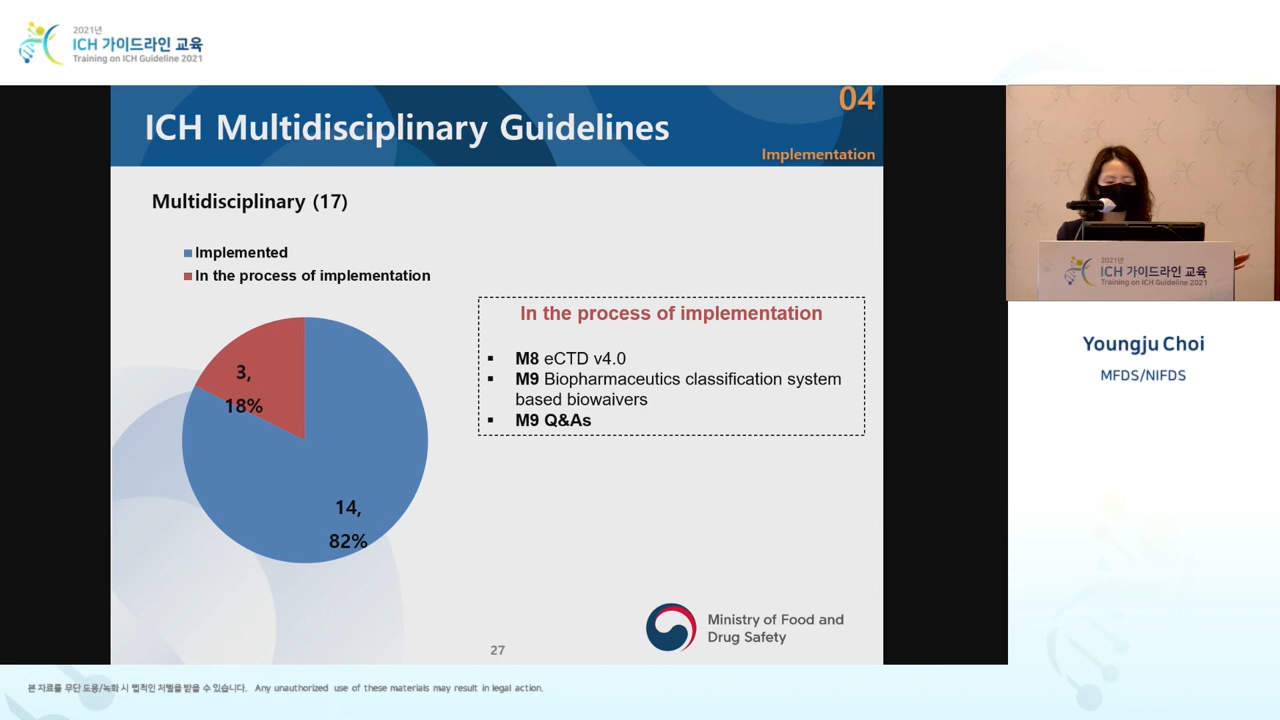 2021년
ICH 가이드라인 교육
Training on ICH Guideline 2021
ICH Multidisciplinary Guidelines
04
Implementation
Multidisciplinary (17)
Implemented
In the process of implementation
3,
18%
14,
82%
In the process of implementation
▪ M8 eCTD v4.0
▪ M9 Biopharmaceutics classification system
based biowaivers
▪ M9 Q&As
Ministry of Food and
Drug Safety
27
2021년
ICH 가이드라인 교육
Training on ICH Guideline 2021
Youngju Choi
MFDS/NIFDS
본 자료를 무단 도용/녹화 시 법적인 처벌을 받을 수 있습니다. Any unauthorized use of these materials may result in legal action.